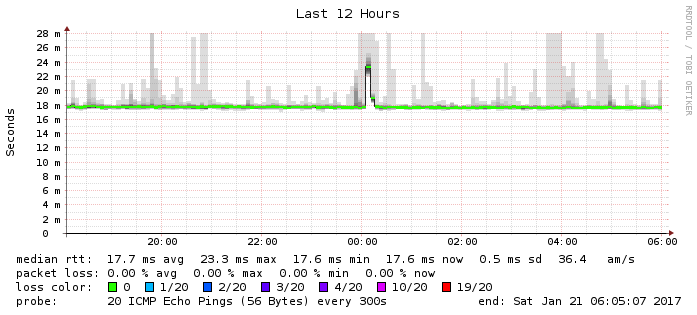 Last 12 Hours
RRDTOOL / TOBI OETIKER
Seconds
28 m
26 m
24 m
22 m
20 m
18 m
16 m
14 m
12 m
10 m
8 m
6 m
4 m
2 m
0
20:00 22:00 00:00 02:00 04:00 06:00
median rtt: 17.7 ms avg 23.3 ms max 17.6 ms min 17.6 ms now 0.5 ms sd 36.4 am/s
packet loss: 0.00 % avg 0.00 % max 0.00 % min 0.00 % now
loss color: 0 1/20 2/20 3/20 4/20 10/20 19/20
probe: 20 ICMP Echo Pings (56 Bytes) every 300s end: Sat Jan 21 06:05:07 2017